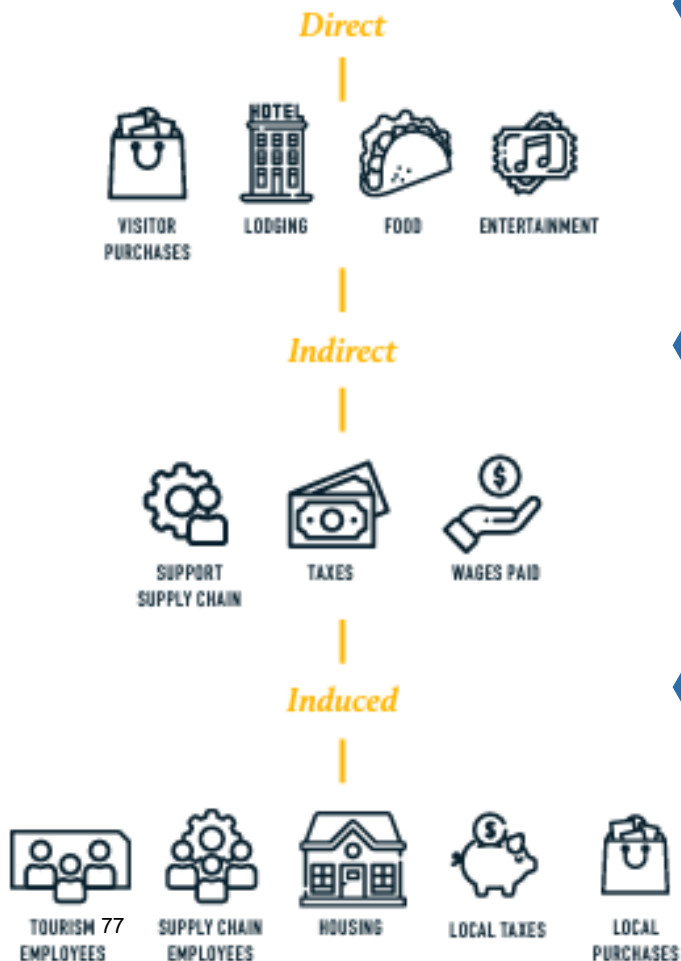 Direct
HOTEL
VISITOR
PURCHASES
LODGING
FOOD
ENTERTAINMENT
Indirect
SUPPORT
SUPPLY CHAIN
TAXES
$
WAGES PAID
Induced
$
TOURISM 77
EMPLOYEES
SUPPLY CHAIN
EMPLOYEES
HOUSING
LOCAL TAXES
LOCAL
PURCHASES